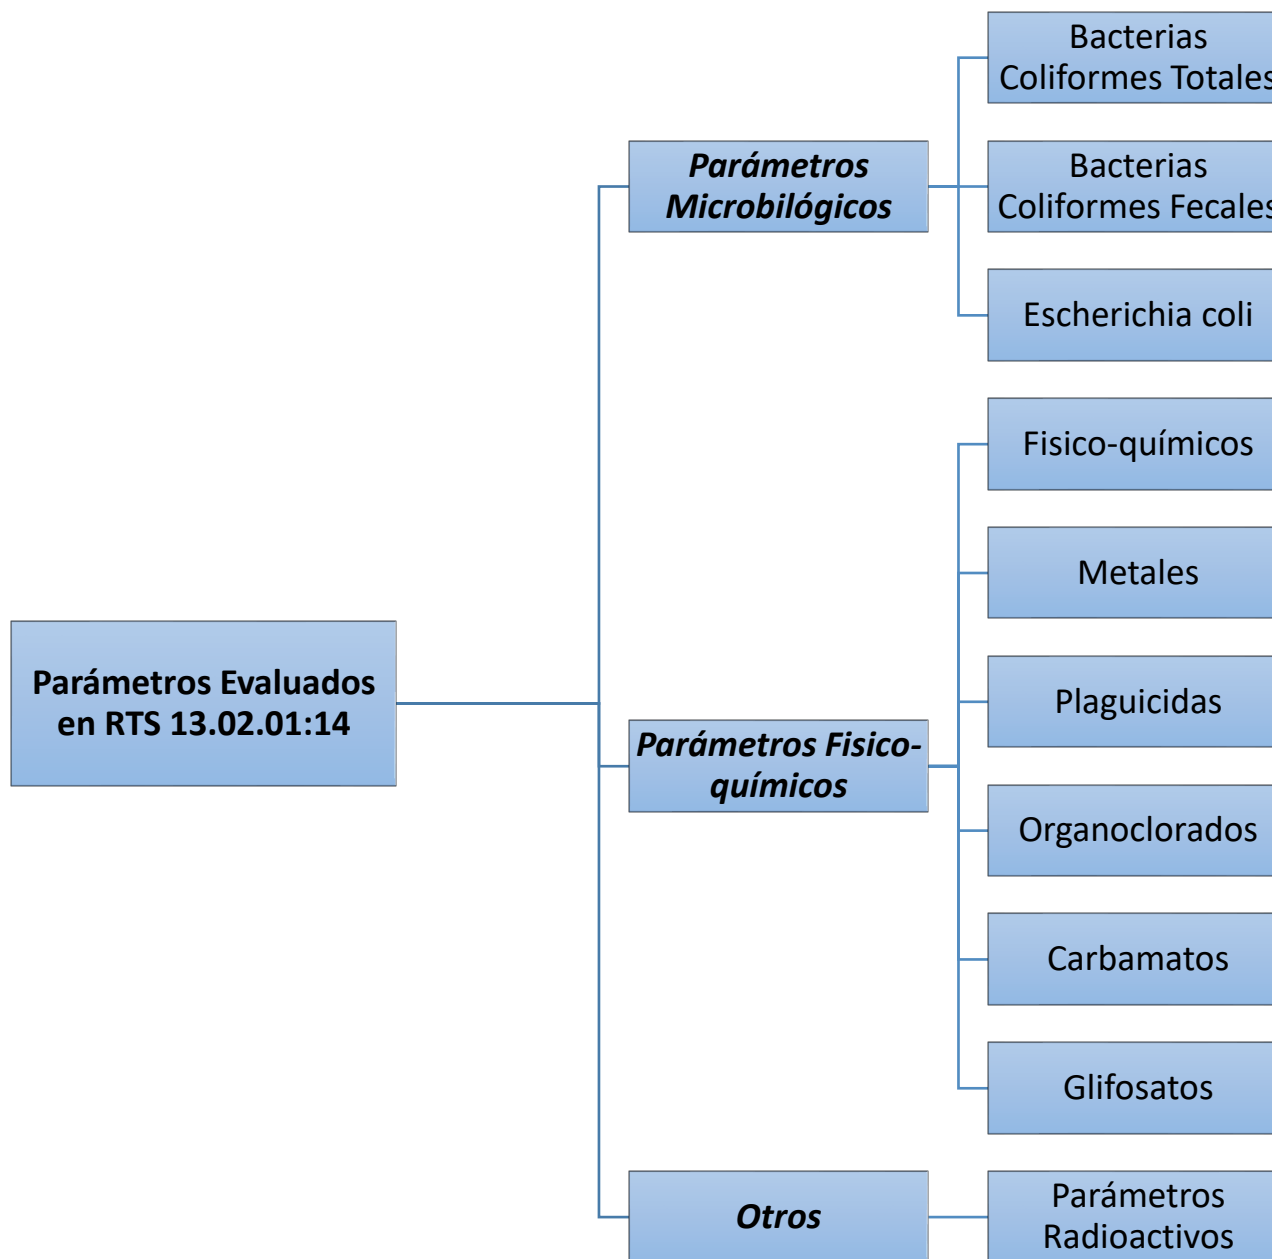 Parámetros Evaluados
en RTS 13.02.01:14
Parámetros
Microbilógicos
Bacterias
Coliformes Totales
Bacterias
Coliformes Fecales
Escherichia coli
Parámetros Fisico-
químicos
Fisico-químicos
Metales
Plaguicidas
Organoclorados
Carbamatos
Glifosatos
Otros
Parámetros
Radioactivos